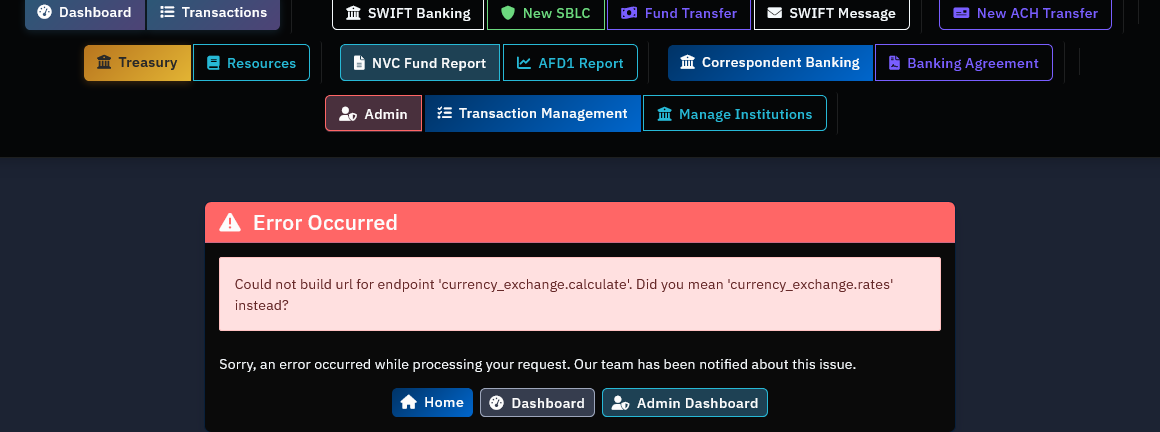 Dashboard Transactions SWIFT Banking New SBLC Fund Transfer SWIFT Message New ACH Transfer
Treasury Resources NVC Fund Report AFD1 Report Correspondent Banking Banking Agreement
Admin Transaction Management Manage Institutions
Error Occurred
Could not build url for endpoint 'currency_exchange.calculate'. Did you mean 'currency_exchange.rates'
instead?
Sorry, an error occurred while processing your request. Our team has been notified about this issue.
Home Dashboard Admin Dashboard